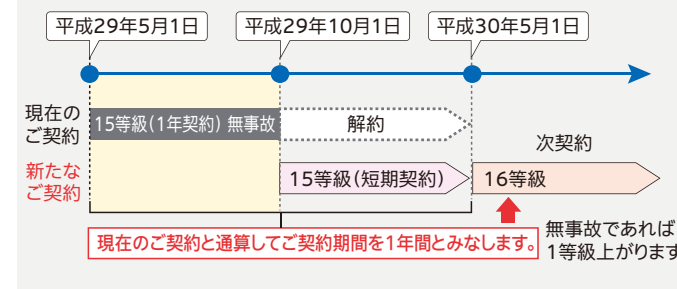 平成29年5月1日
平成29年10月1日
平成30年5月1日
現在の
ご契約
15等級(1年契約) 無事故
解約
次契約
新たな
ご契約
15等級(短期契約)
16等級
現在のご契約と通算してご契約期間を1年間とみなします。
無事故であれば
1等級上がります